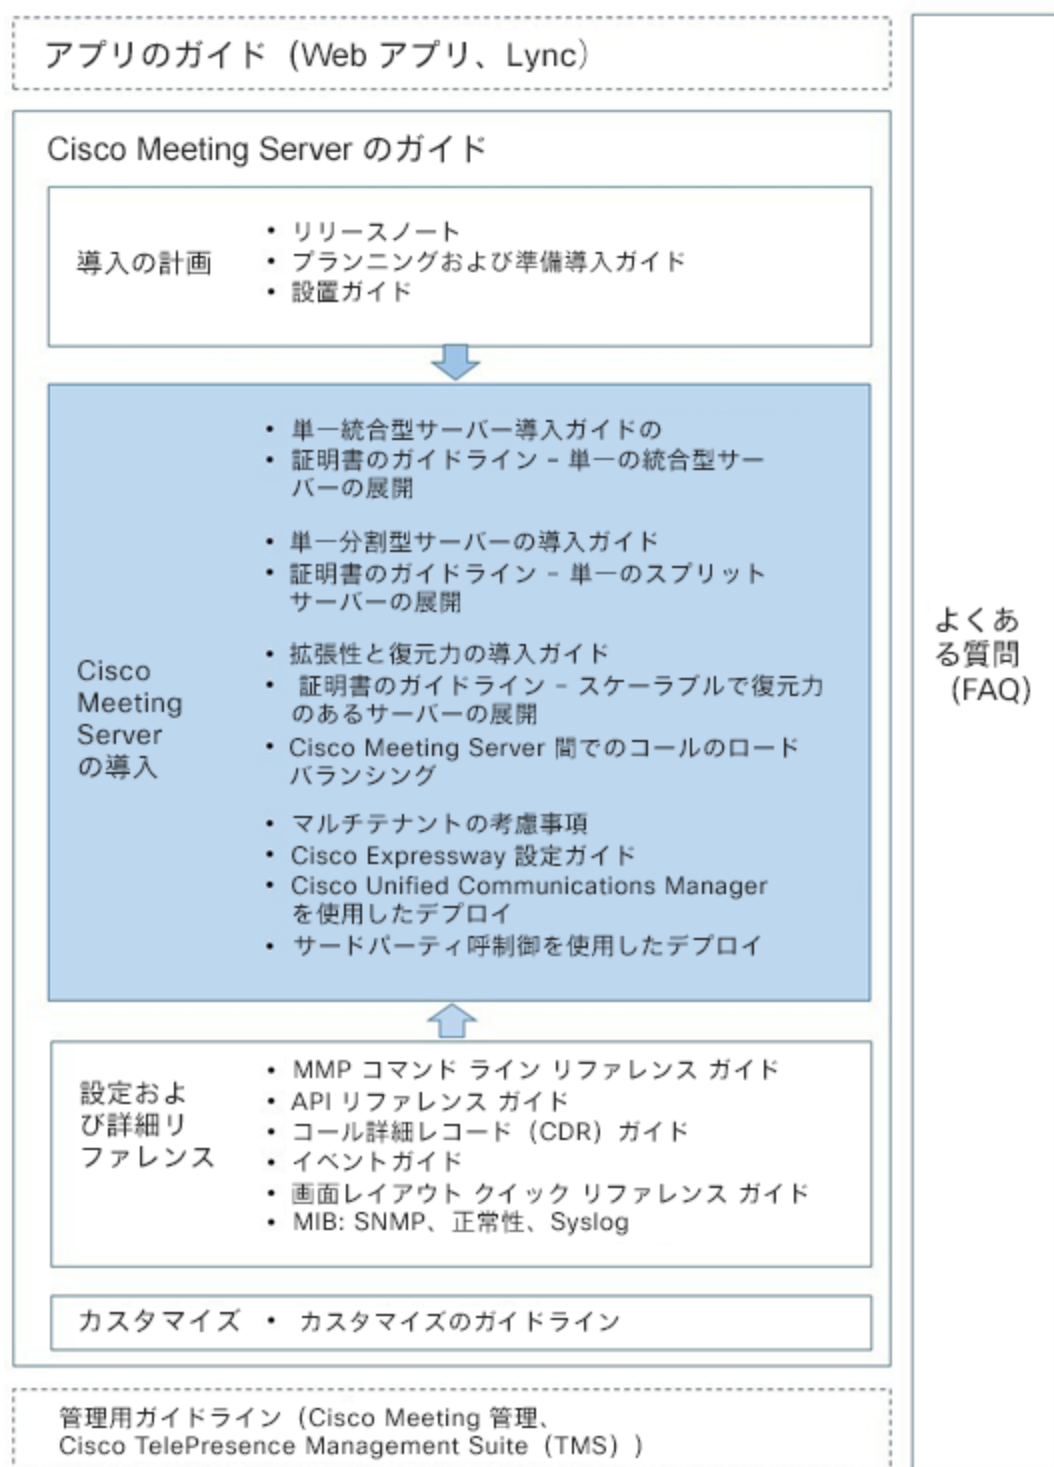 アプリのガイド（Web アプリ、Lync）
Cisco Meeting Server のガイド
導入の計画
• リリースノート
• プランニングおよび準備導入ガイド
• 設置ガイド
Cisco
Meeting
Server
の導入
• 単一統合型サーバー導入ガイドの
• 証明書のガイドライン - 単一の統合型サー
バーの展開
• 単一分割型サーバーの導入ガイド
• 証明書のガイドライン - 単一のスプリット
サーバーの展開
• 拡張性と復元力の導入ガイド
• 証明書のガイドライン - スケーラブルで復元力
のあるサーバーの展開
• Cisco Meeting Server 間でのコールのロード
バランシング
• マルチテナントの考慮事項
• Cisco Expressway 設定ガイド
• Cisco Unified Communications Manager
を使用したデプロイ
• サードパーティ呼制御を使用したデプロイ
設定およ
び詳細リ
ファレンス
• MMP コマンド ライン リファレンス ガイド
• API リファレンス ガイド
• コール詳細レコード（CDR）ガイド
• イベントガイド
• 画面レイアウト クイック リファレンス ガイド
• MIB: SNMP、正常性、Syslog
カスタマイズ
• カスタマイズのガイドライン
管理用ガイドライン（Cisco Meeting 管理、
Cisco TelePresence Management Suite（TMS））
よくあ
る質問
（FAQ）